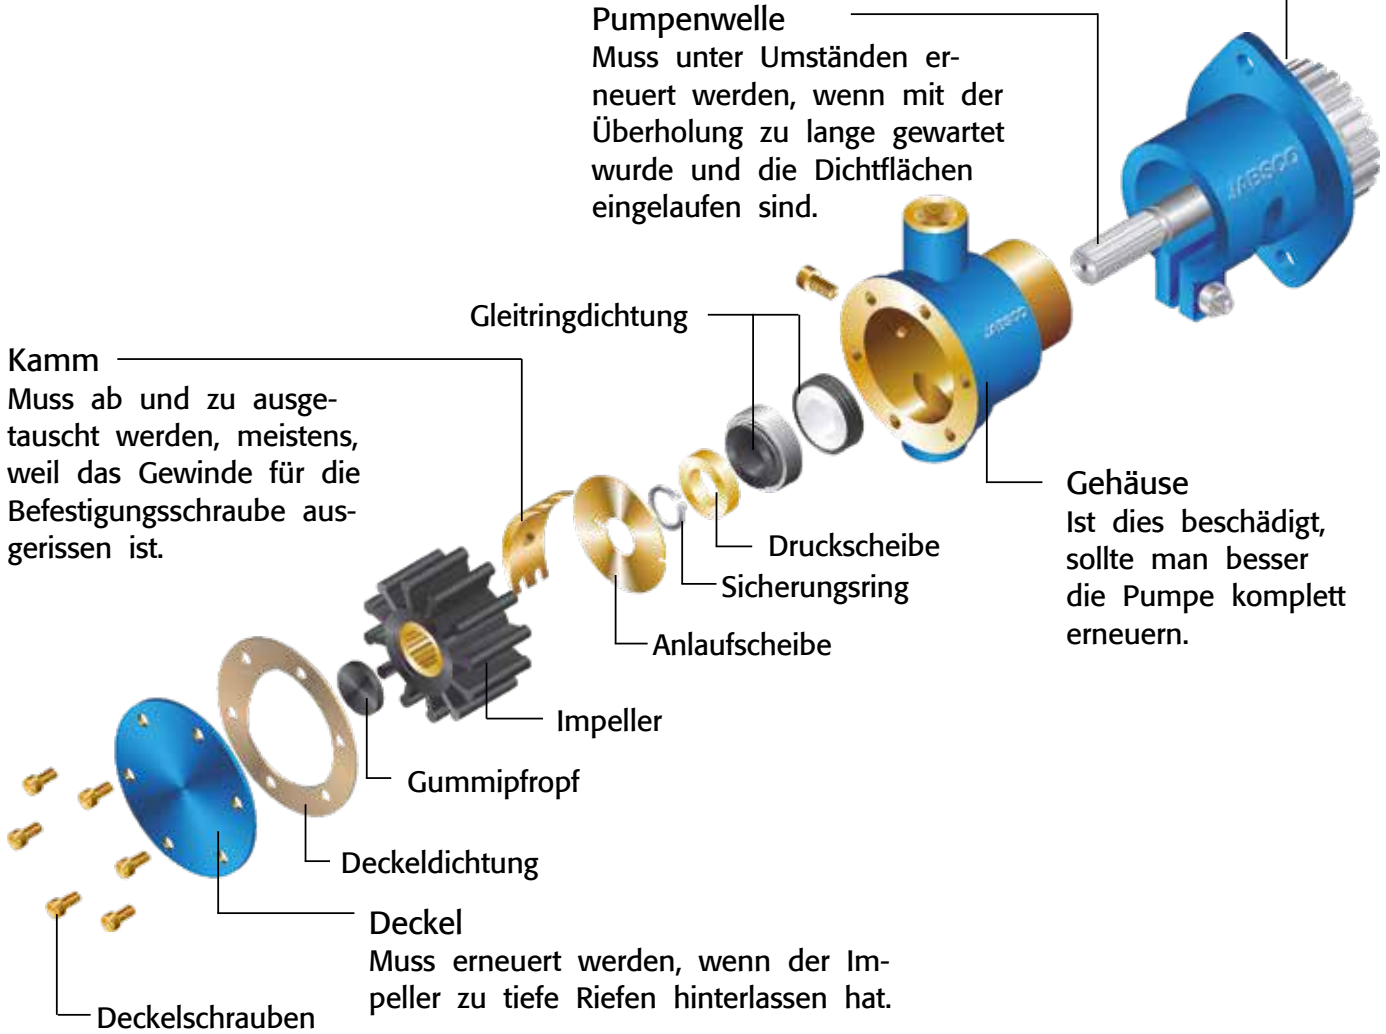 Pumpenwelle
Muss unter Umständen er-
neuert werden, wenn mit der
Überholung zu lange gewartet
wurde und die Dichtflächen
eingelaufen sind.
JABSCO
Gleitringdichtung
JABSCO
Kamm
Muss ab und zu ausge-
tauscht werden, meistens,
weil das Gewinde für die
Befestigungsschraube aus-
gerissen ist.
Gehäuse
Ist dies beschädigt,
sollte man besser
die Pumpe komplett
erneuern.
Druckscheibe
Sicherungsring
Anlaufscheibe
Impeller
Gummipfropf
Deckeldichtung
Deckel
Muss erneuert werden, wenn der Im-
peller zu tiefe Riefen hinterlassen hat.
Deckelschrauben